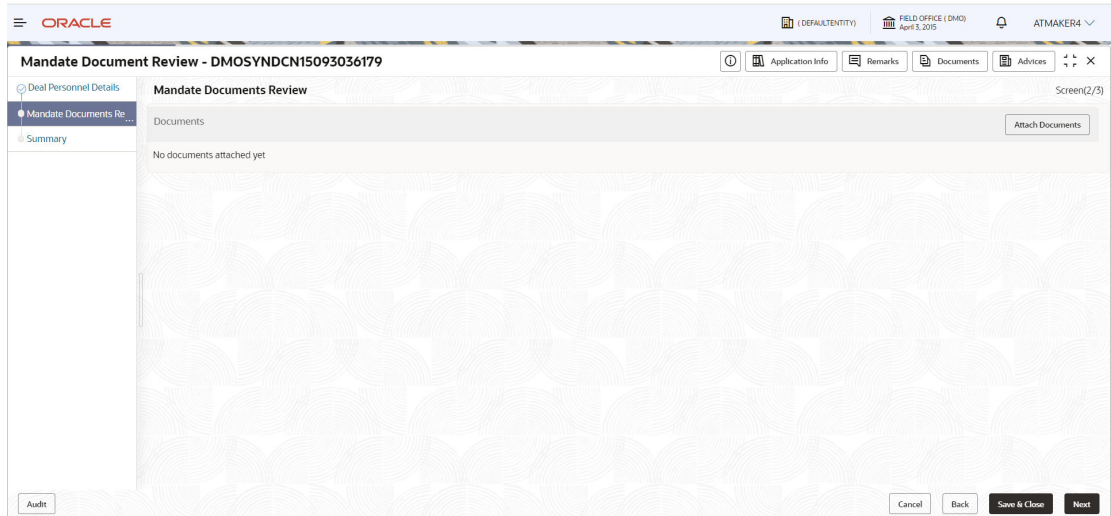 ORACLE
( DEFAULTENTITY)
FIELD OFFICE ( DMO)
April 3, 2015
ATMAKER4
Mandate Document Review - DMOSYNDCN15093036179
Application Info
Remarks
Documents
Advices
Deal Personnel Details
Mandate Documents Re...
Summary
Mandate Documents Review
Screen(2/3)
Documents
Attach Documents
No documents attached yet
Audit
Cancel
Back
Save & Close
Next